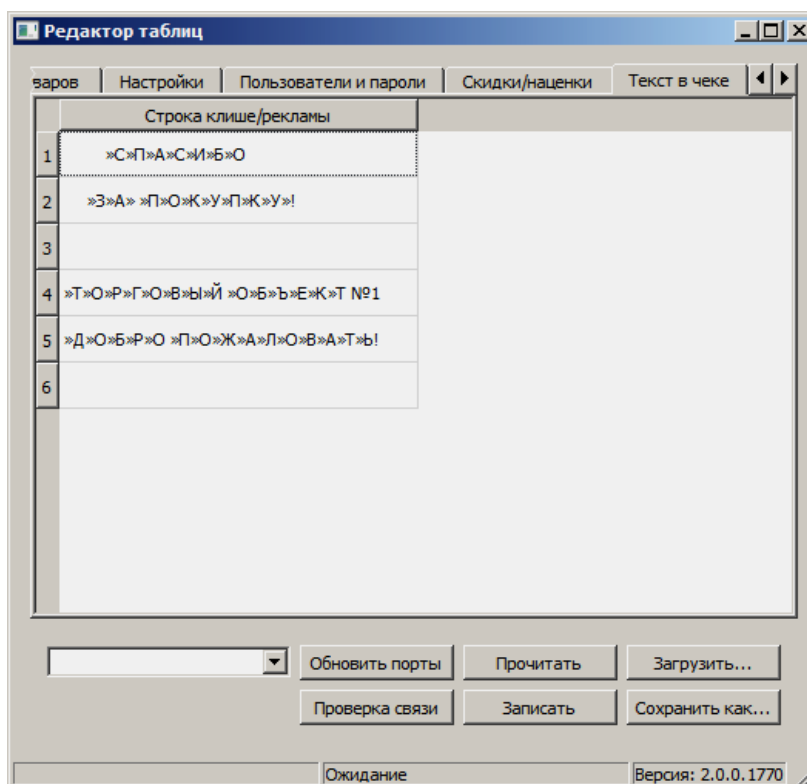 Редактор таблиц
варов Настройки Пользователи и пароли Скидки/наценки Текст в чеке
Строка клише/рекламы
1 »С»П»А»С»И»Б»О
2 »З»А» »П»О»К»У»П»К»У»!
3
4 »Т»О»Р»Г»О»В»Ы»Й »О»Б»Ъ»Е»К»Т №1
5 »Д»О»Б»Р»О »П»О»Ж»А»Л»О»В»А»Т»Ь!
6
Обновить порты Прочитать Загрузить...
Проверка связи Записать Сохранить как...
Ожидание Версия: 2.0.0.1770